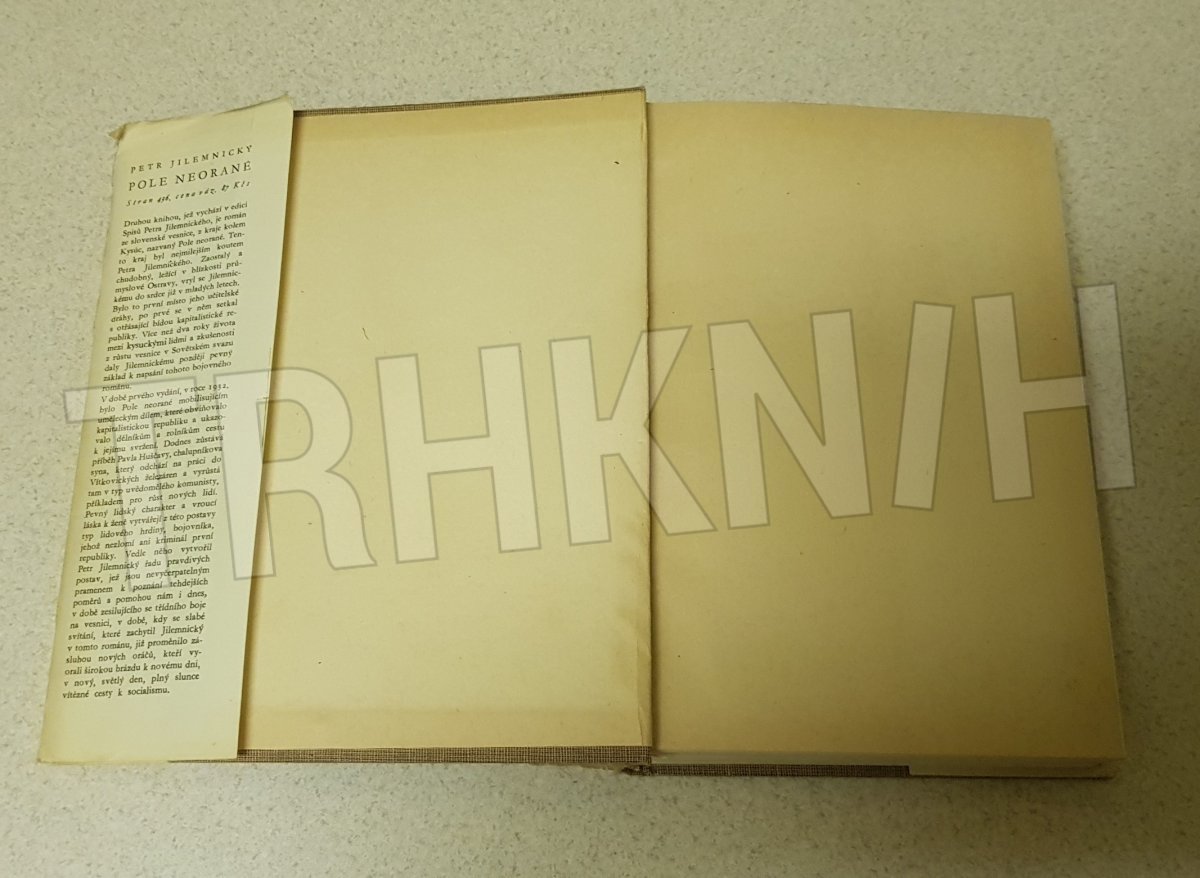 PETR JILEMNICKÝ
POLE NEORANÉ
Stran 436, cena váz. 87 Kčs
Druhou knihou, jež vychází v edici
Spisů Petra Jilemnického, je román
ze slovenské vesnice, z kraje kolem
Kysúc, nazvaný Pole neorané. Ten-
to kraj byl nejmilejším koutem
Petra Jilemnického. Zaostalý a
chudobný, ležící v blízkosti prů-
myslové Ostravy, vryl se Jilemnic-
kému do srdce již v mladých letech.
Bylo to první místo jeho učitelské
dráhy, po prvé se v něm setkal
s otřásající bídou kapitalistické re-
publiky. Více než dva roky života
mezi kysuckými lidmi a zkušenosti
z růstu vesnice v Sovětském svazu
daly Jilemnickému později pevný
základ k napsání tohoto bojovného
románu.
V době prvého vydání, v roce 1932,
bylo Pole neorané mobilisujícím
uměleckým dílem, které obviňovalo
kapitalistickou republiku a ukazo-
valo dělníkům a rolníkům cestu
k jejímu svržení. Dodnes zůstává
příběh Pavla Huščavy, chalupníkova
syna, který odchází na práci do
Vítkovických železáren a vyrůstá
tam v typ uvědomělého komunisty,
příkladem pro růst nových lidí.
Pevný lidský charakter a vroucí
láska k ženě vytvářejí z této postavy
typ lidového hrdiny, bojovníka,
jehož nezlomí ani kriminál první
republiky. Vedle něho vytvořil
Petr Jilemnický řadu pravdivých
postav, jež jsou nevyčerpatelným
pramenem k poznání tehdejších
poměrů a pomohou nám i dnes,
v době zesilujícího se třídního boje
na vesnici, v době, kdy se slabé
svítání, které zachytil Jilemnický
v tomto románu, již proměnilo zá-
sluhou nových oráčů, kteří vy-
orali širokou brázdu k novému dni,
v nový, světlý den, plný slunce
vítězné cesty k socialismu.
TRHKNIH